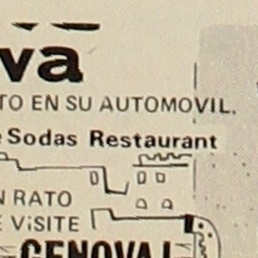 va
TO EN SU AUTOMOVIL.
Sodas Restaurant
RATO
VISITE
GENOVA